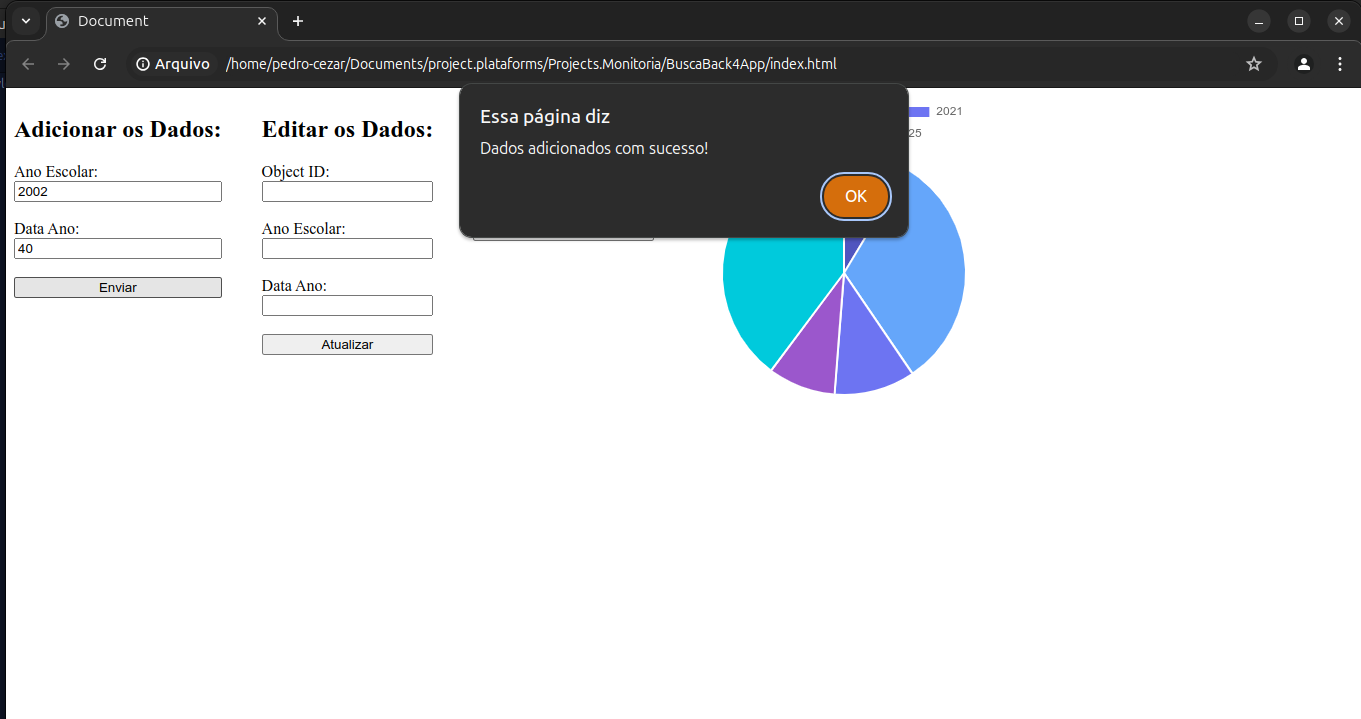 Document
Arquivo
/home/pedro-cezar/Documents/project.plataforms/Projects.Monitoria/BuscaBack4App/index.html
Essa página diz
Dados adicionados com sucesso!
OK
Adicionar os Dados:
Ano Escolar:
2002
Data Ano:
40
Enviar
Editar os Dados:
Object ID:
Ano Escolar:
Data Ano:
Atualizar
2021
25